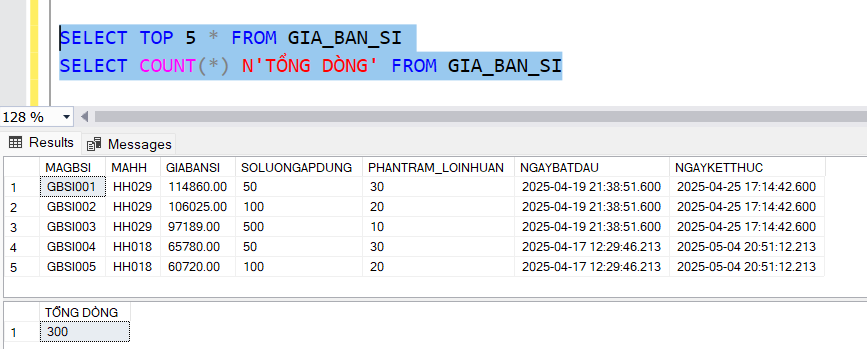 SELECT TOP 5 * FROM GIA_BAN_SI
SELECT COUNT(*) N'TỔNG DÒNG' FROM GIA_BAN_SI
128 %
Results Messages
MAGBSI MAHH GIABANSI SOLUONGAPDUNG PHANTRAM_LOINHUAN NGAYBATDAU NGAYKETTHUC
1 GBSI001 HH029 114860.00 50 30 2025-04-19 21:38:51.600 2025-04-25 17:14:42.600
2 GBSI002 HH029 106025.00 100 20 2025-04-19 21:38:51.600 2025-04-25 17:14:42.600
3 GBSI003 HH029 97189.00 500 10 2025-04-19 21:38:51.600 2025-04-25 17:14:42.600
4 GBSI004 HH018 65780.00 50 30 2025-04-17 12:29:46.213 2025-05-04 20:51:12.213
5 GBSI005 HH018 60720.00 100 20 2025-04-17 12:29:46.213 2025-05-04 20:51:12.213
TỔNG DÒNG
1 300